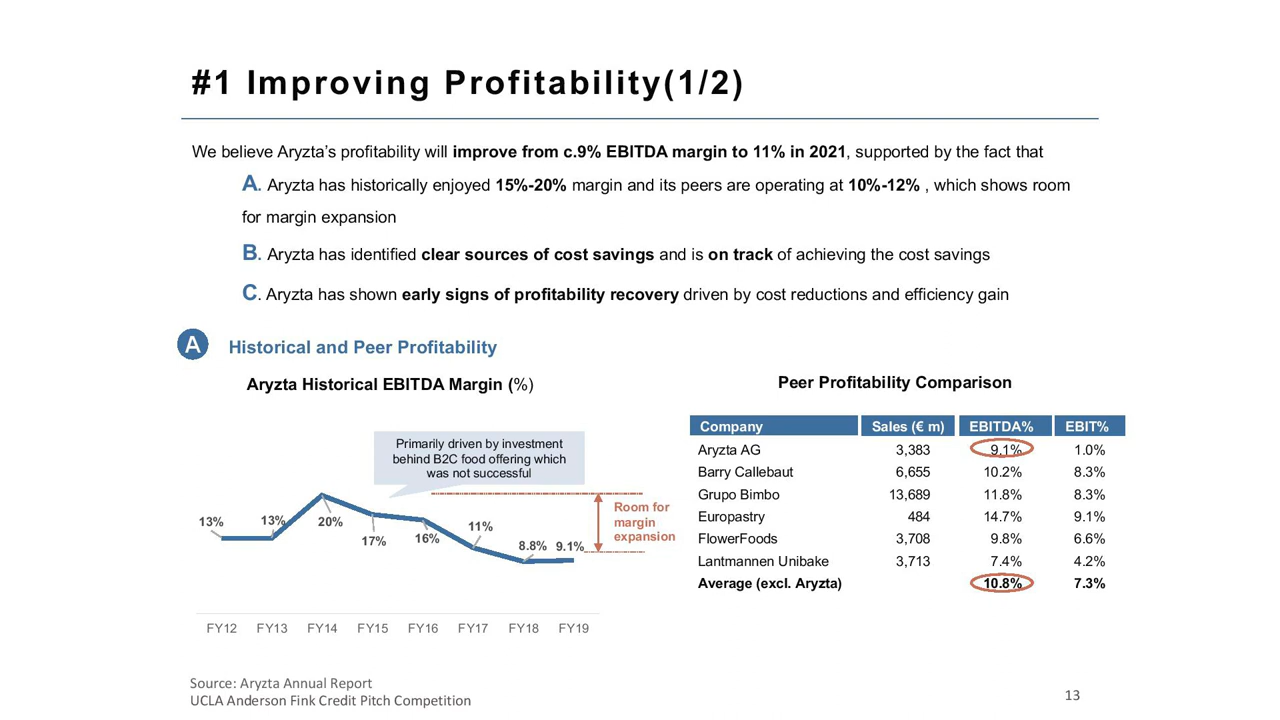 #1 Improving Profitability(1/2)
We believe Aryzta’s profitability will improve from c.9% EBITDA margin to 11% in 2021, supported by the fact that
A. Aryzta has historically enjoyed 15%-20% margin and its peers are operating at 10%-12% , which shows room
for margin expansion
B. Aryzta has identified clear sources of cost savings and is on track of achieving the cost savings
C. Aryzta has shown early signs of profitability recovery driven by cost reductions and efficiency gain
A Historical and Peer Profitability
Aryzta Historical EBITDA Margin (%)
Primarily driven by investment
behind B2C food offering which
was not successful
Room for
margin
expansion
13% 13% 20% 17% 16% 11% 8.8% 9.1%
FY12 FY13 FY14 FY15 FY16 FY17 FY18 FY19
Peer Profitability Comparison
Company Sales (€ m) EBITDA% EBIT%
Aryzta AG 3,383 9.1% 1.0%
Barry Callebaut 6,655 10.2% 8.3%
Grupo Bimbo 13,689 11.8% 8.3%
Europastry 484 14.7% 9.1%
FlowerFoods 3,708 9.8% 6.6%
Lantmannen Unibake 3,713 7.4% 4.2%
Average (excl. Aryzta) 10.8% 7.3%
Source: Aryzta Annual Report
UCLA Anderson Fink Credit Pitch Competition
13